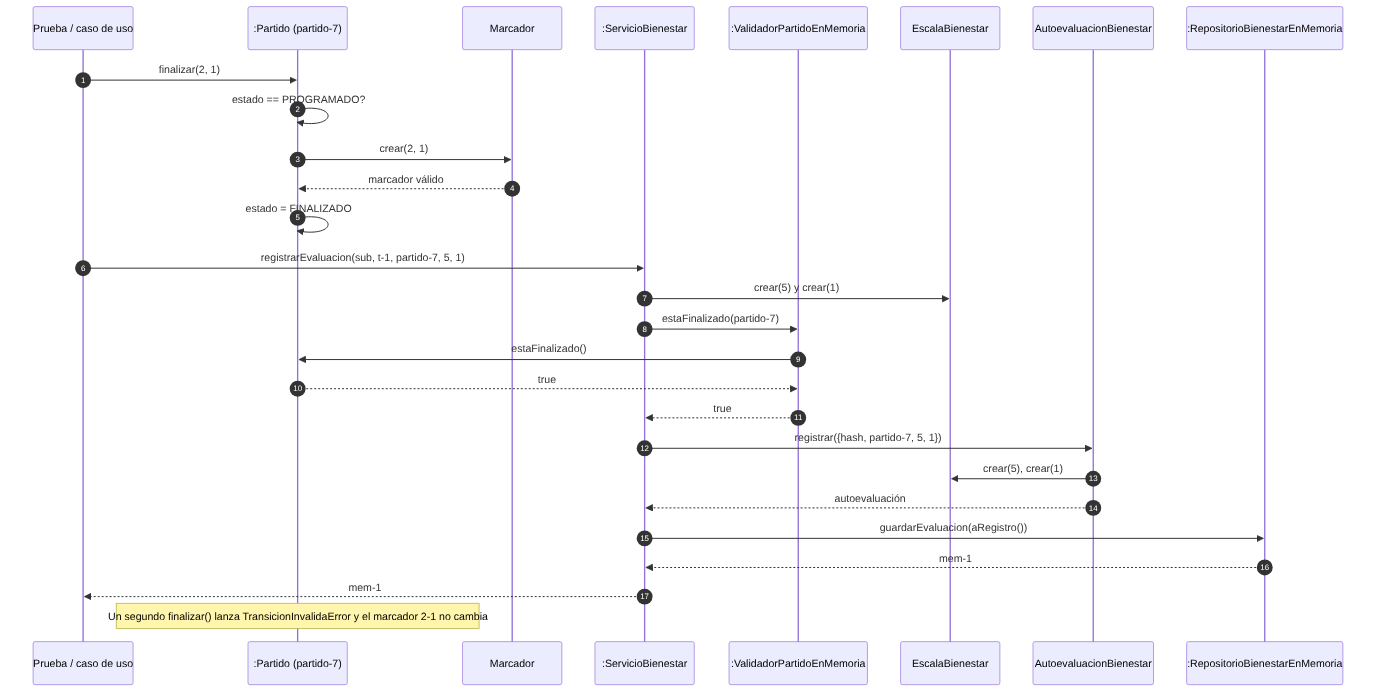 Prueba / caso de uso
:Partido (partido-7)
Marcador
:ServicioBienestar
:ValidadorPartidoEnMemoria
EscalaBienestar
AutoevaluacionBienestar
:RepositorioBienestarEnMemoria
1
finalizar(2, 1)
estado == PROGRAMADO?
2
3
crear(2, 1)
marcador válido
4
estado = FINALIZADO
5
6
registrarEvaluacion(sub, t-1, partido-7, 5, 1)
7
crear(5) y crear(1)
8
estaFinalizado(partido-7)
estaFinalizado()
9
10
true
true
11
12
registrar({hash, partido-7, 5, 1})
crear(5), crear(1)
13
autoevaluación
14
15
guardarEvaluacion(aRegistro())
mem-1
16
mem-1
17
Un segundo finalizar() lanza TransicionInvalidaError y el marcador 2-1 no cambia
Prueba / caso de uso
:Partido (partido-7)
Marcador
:ServicioBienestar
:ValidadorPartidoEnMemoria
EscalaBienestar
AutoevaluacionBienestar
:RepositorioBienestarEnMemoria